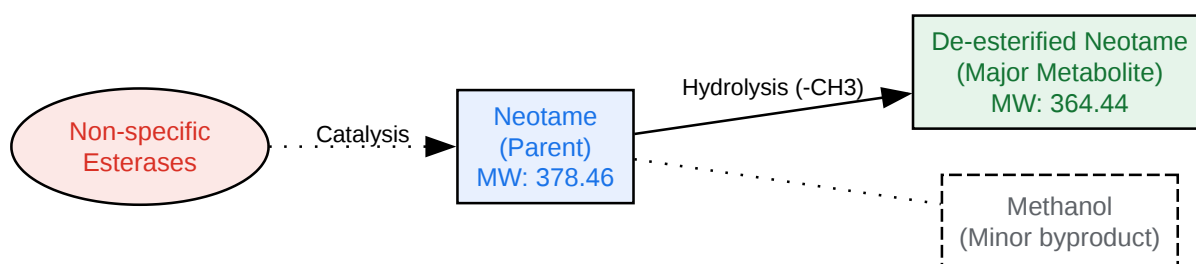 Non-specific
Esterases
Catalysis
Neotame
(Parent)
MW: 378.46
Hydrolysis (-CH3)
De-esterified Neotame
(Major Metabolite)
MW: 364.44
Methanol
(Minor byproduct)